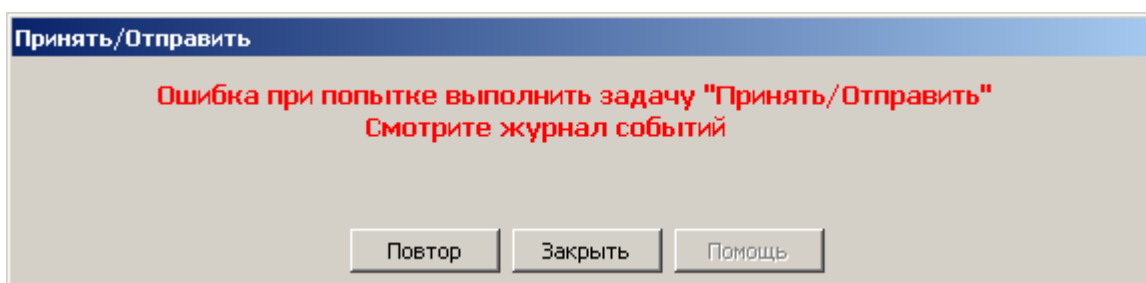 Принять/Отправить
Ошибка при попытке выполнить задачу "Принять/Отправить"
Смотрите журнал событий
Повтор
Закрыть
Помощь